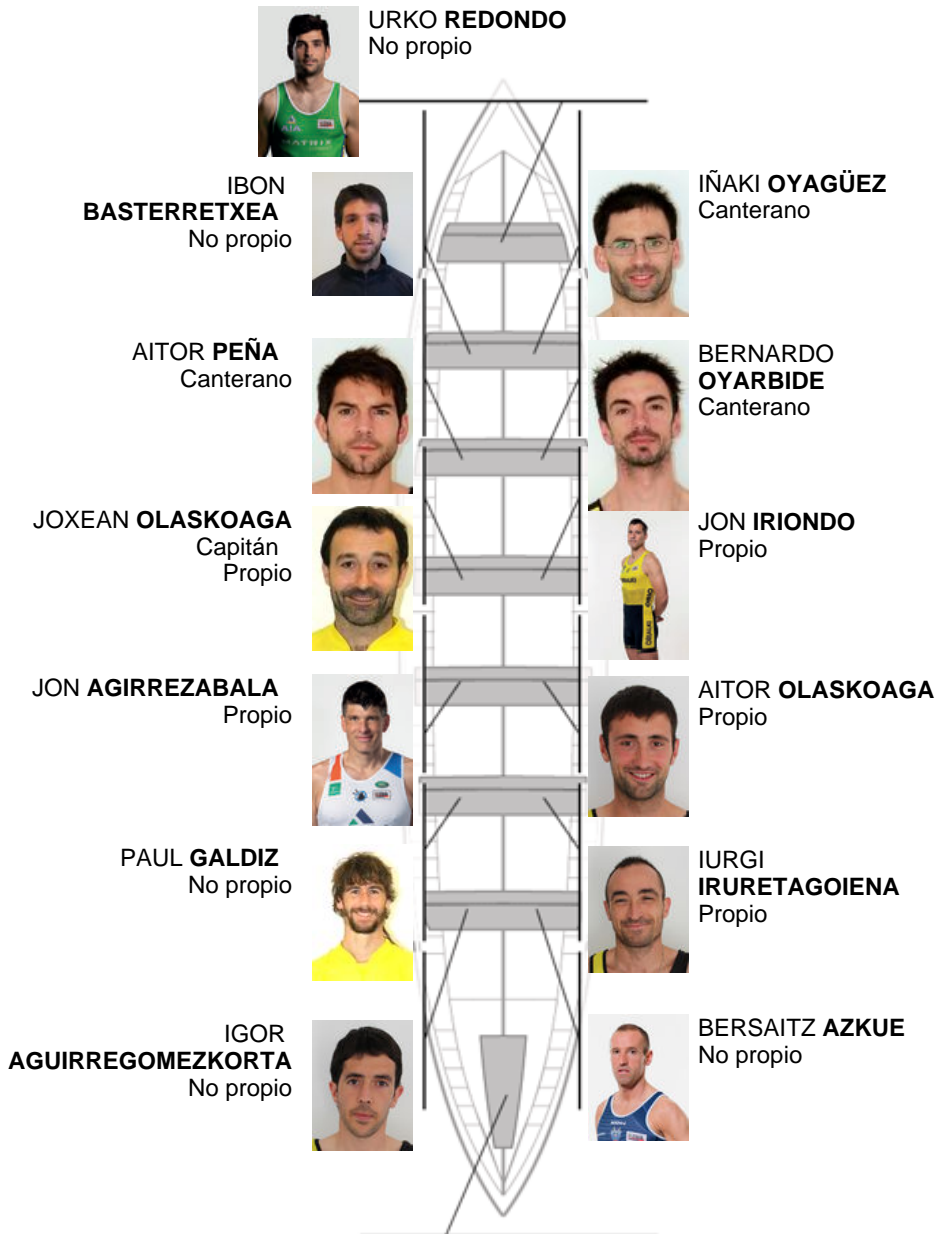 URKO REDONDO
No propio
IBON
BASTERRETXEA
No propio
IÑAKI OYAGÜEZ
Canterano
AITOR PEÑA
Canterano
BERNARDO
OYARBIDE
Canterano
JOXEAN OLASKOAGA
Capitán
Propio
JON IRIONDO
Propio
JON AGIRREZABALA
Propio
AITOR OLASKOAGA
Propio
PAUL GALDIZ
No propio
IURGI
IRURETAGOIENA
Propio
IGOR
AGUIRREGOMEZKORTA
No propio
BERSAITZ AZKUE
No propio
MATRIX